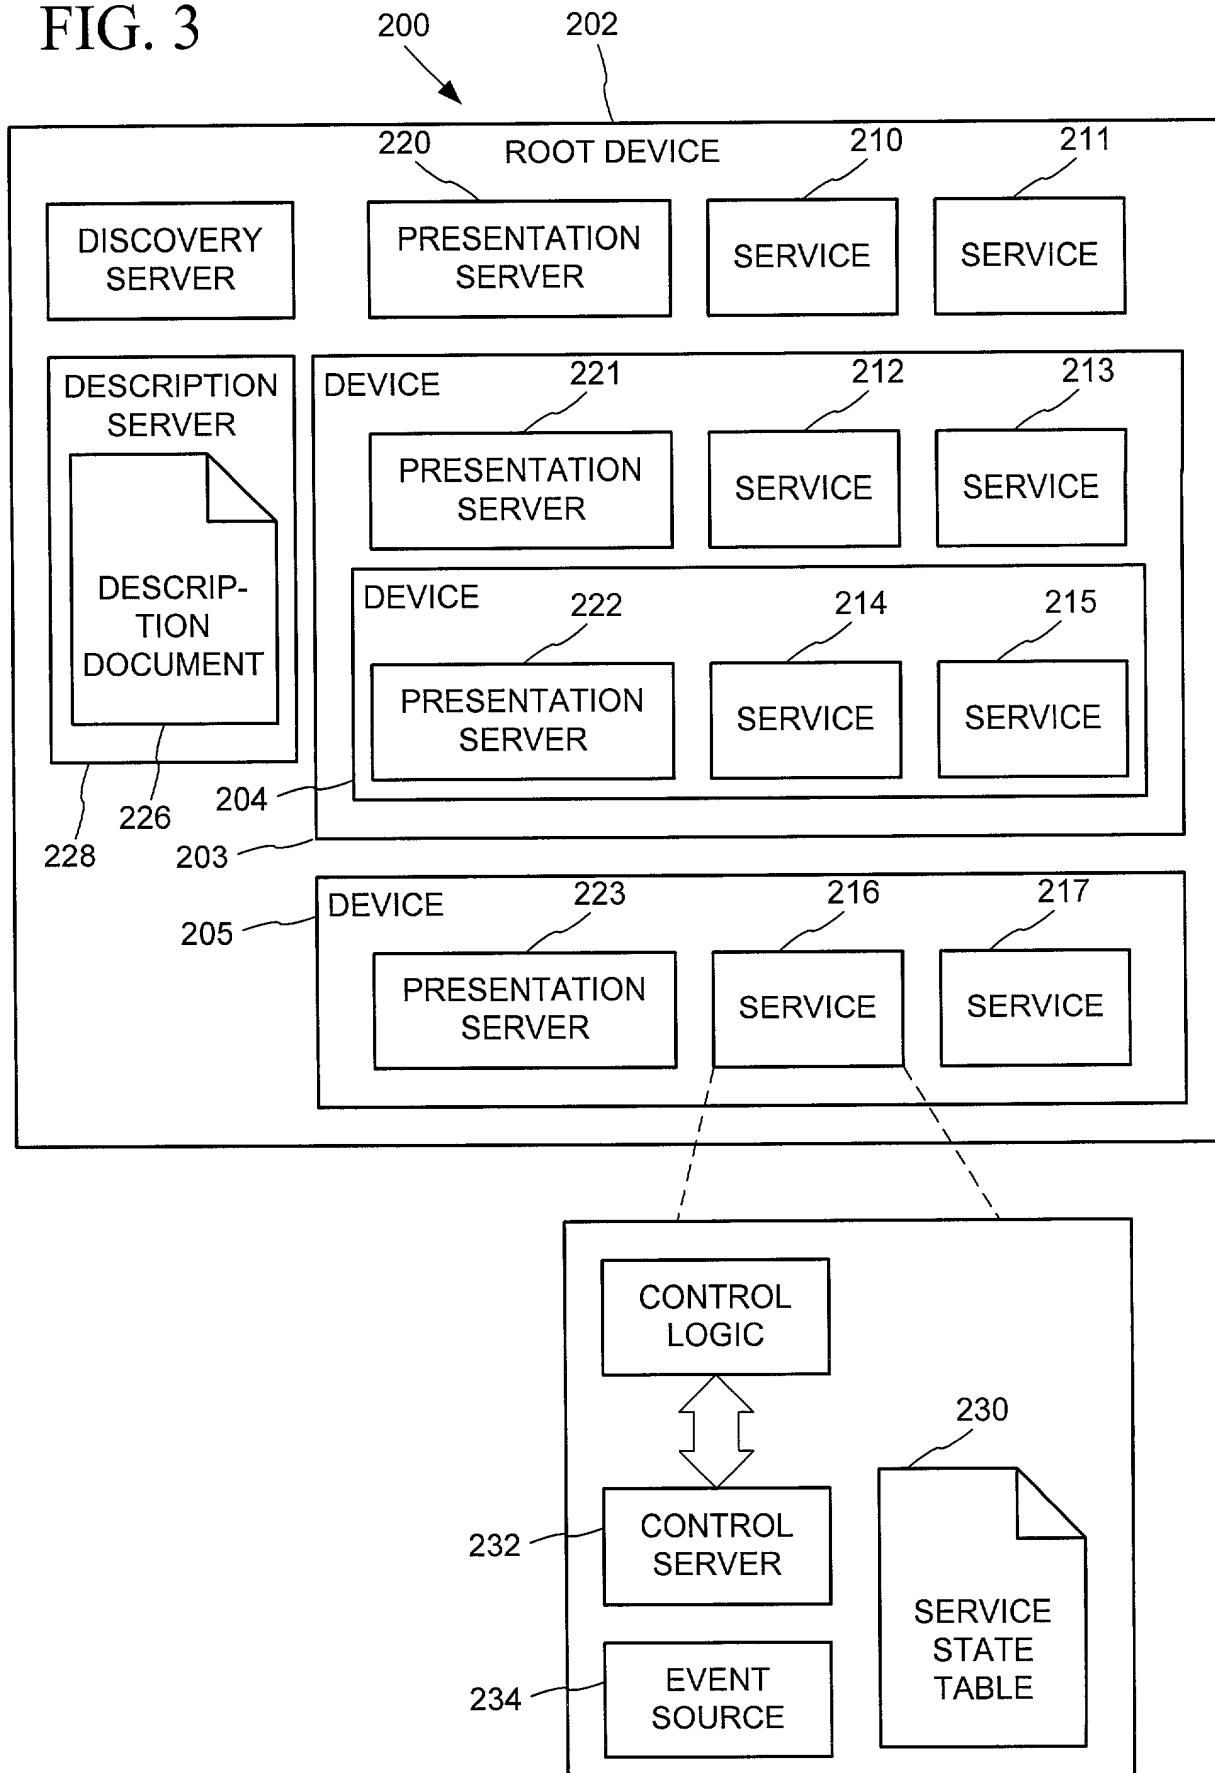 FIG. 3
200
202
ROOT DEVICE
220
210
211
DISCOVERY
SERVER
PRESENTATION
SERVER
SERVICE
SERVICE
DESCRIPTION
SERVER
DESCRIP-
TION
DOCUMENT
226
228
DEVICE
221
212
213
PRESENTATION
SERVER
SERVICE
SERVICE
DEVICE
222
214
215
PRESENTATION
SERVER
SERVICE
SERVICE
204
203
DEVICE
205
223
216
217
PRESENTATION
SERVER
SERVICE
SERVICE
CONTROL
LOGIC
230
232
CONTROL
SERVER
SERVICE
STATE
TABLE
234
EVENT
SOURCE